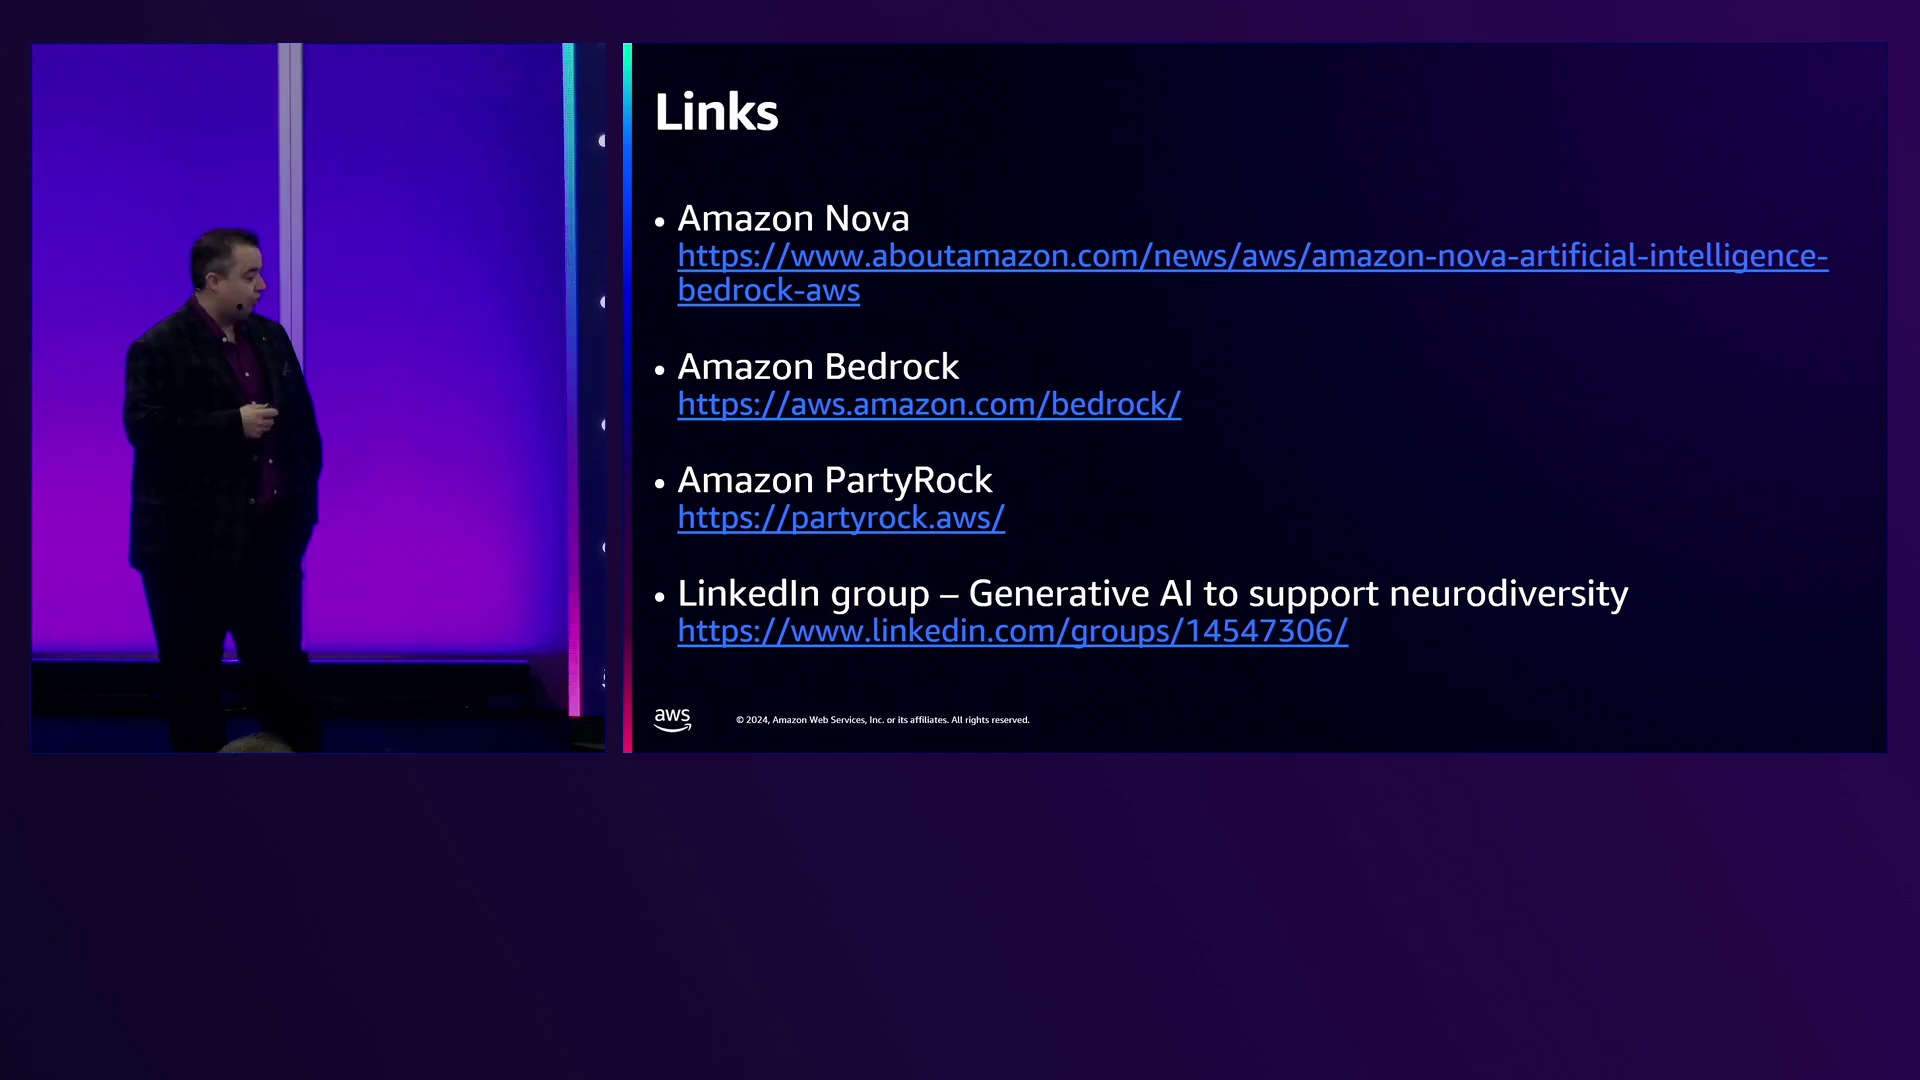 Links
• Amazon Nova
https://www.aboutamazon.com/news/aws/amazon-nova-artificial-intelligence-
bedrock-aws
• Amazon Bedrock
https://aws.amazon.com/bedrock/
• Amazon PartyRock
https://partyrock.aws/
• LinkedIn group – Generative AI to support neurodiversity
https://www.linkedin.com/groups/14547306/
aws
© 2024, Amazon Web Services, Inc. or its affiliates. All rights reserved.